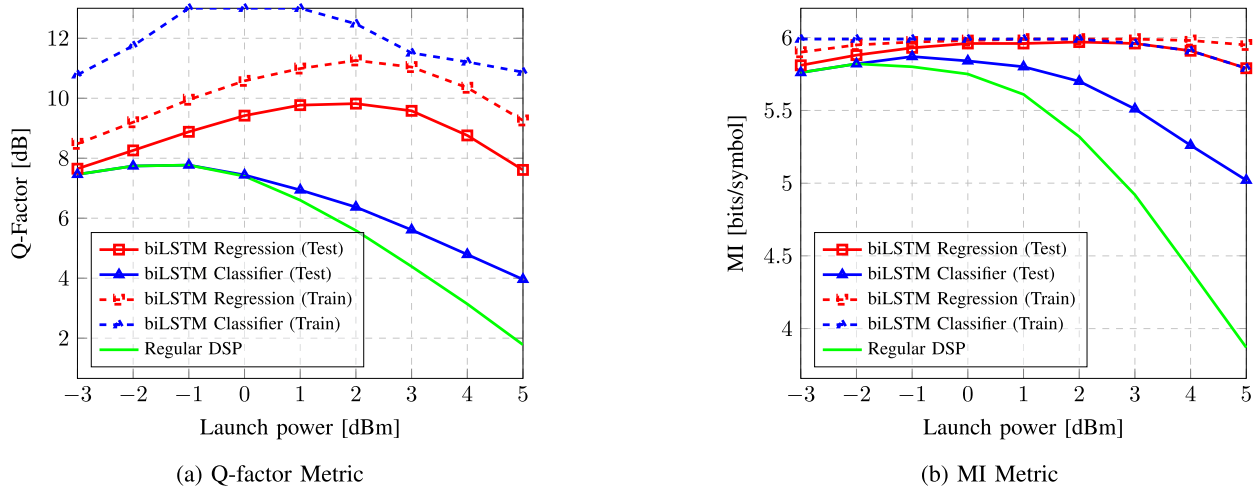 12
10
8
6
4
2
Q-Factor [dB]
biLSTM Regression (Test)
biLSTM Classifier (Test)
biLSTM Regression (Train)
biLSTM Classifier (Train)
Regular DSP
−3 −2 −1 0 1 2 3 4 5
Launch power [dBm]
(a) Q-factor Metric
6
5.5
5
4.5
4
MI [bits/symbol]
biLSTM Regression (Test)
biLSTM Classifier (Test)
biLSTM Regression (Train)
biLSTM Classifier (Train)
Regular DSP
−3 −2 −1 0 1 2 3 4 5
Launch power [dBm]
(b) MI Metric